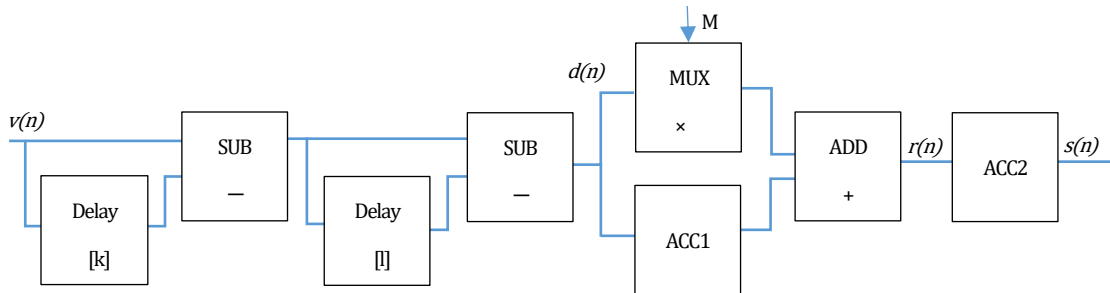 v(n)
Delay
[k]
SUB
—
Delay
[l]
SUB
—
d(n)
M
MUX
×
ACC1
ADD
+
r(n)
ACC2
s(n)